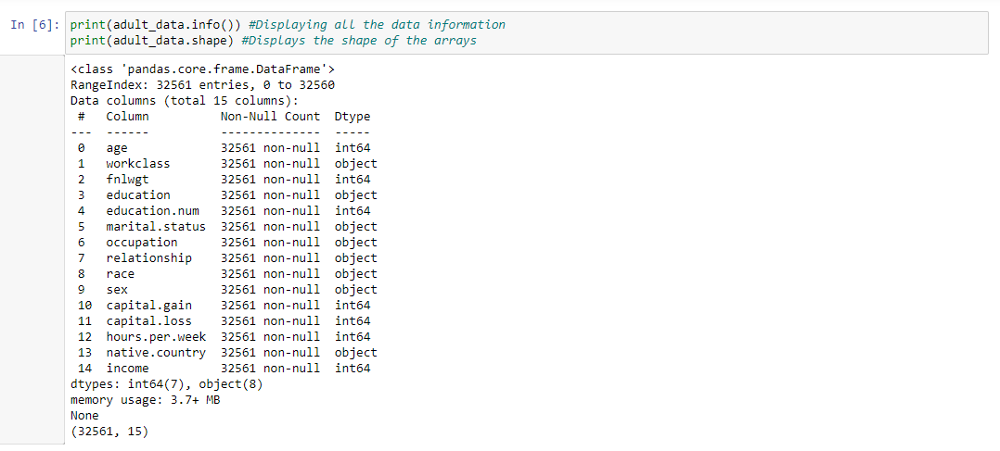 In [6]: print(adult_data.info()) #Displaying all the data information
print(adult_data.shape) #Displays the shape of the arrays
<class 'pandas.core.frame.DataFrame'>
RangeIndex: 32561 entries, 0 to 32560
Data columns (total 15 columns):
 #   Column          Non-Null Count  Dtype
---  ------          --------------  -----
 0   age             32561 non-null  int64
 1   workclass       32561 non-null  object
 2   fnlwgt          32561 non-null  int64
 3   education       32561 non-null  object
 4   education.num   32561 non-null  int64
 5   marital.status  32561 non-null  object
 6   occupation      32561 non-null  object
 7   relationship    32561 non-null  object
 8   race            32561 non-null  object
 9   sex             32561 non-null  object
 10  capital.gain    32561 non-null  int64
 11  capital.loss    32561 non-null  int64
 12  hours.per.week  32561 non-null  int64
 13  native.country  32561 non-null  object
 14  income          32561 non-null  int64
dtypes: int64(7), object(8)
memory usage: 3.7+ MB
None
(32561, 15)